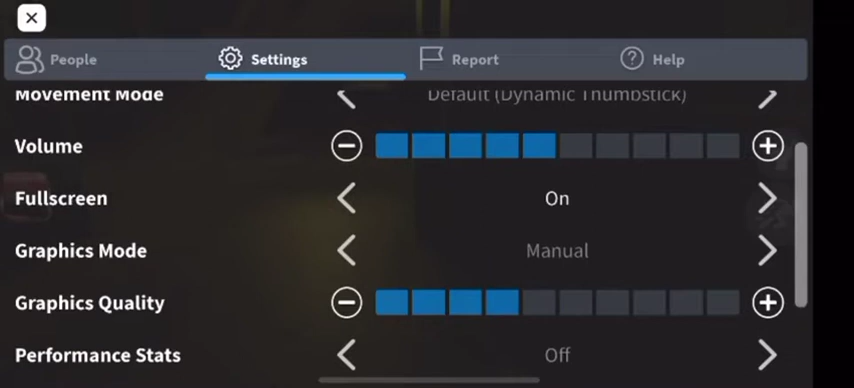 People Settings Report Help
Movement Mode Default (Dynamic Thumbstick)
Volume
Fullscreen On
Graphics Mode Manual
Graphics Quality
Performance Stats Off